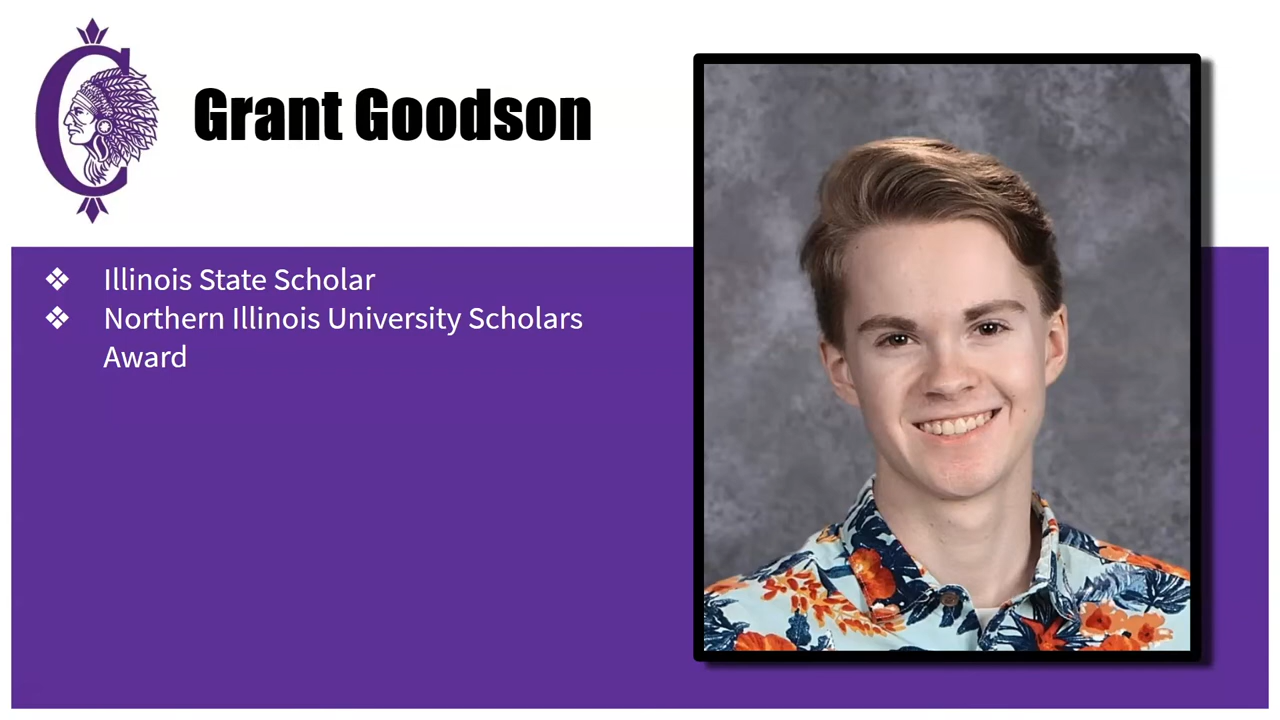 Grant Goodson
❖ Illinois State Scholar
❖ Northern Illinois University Scholars
Award